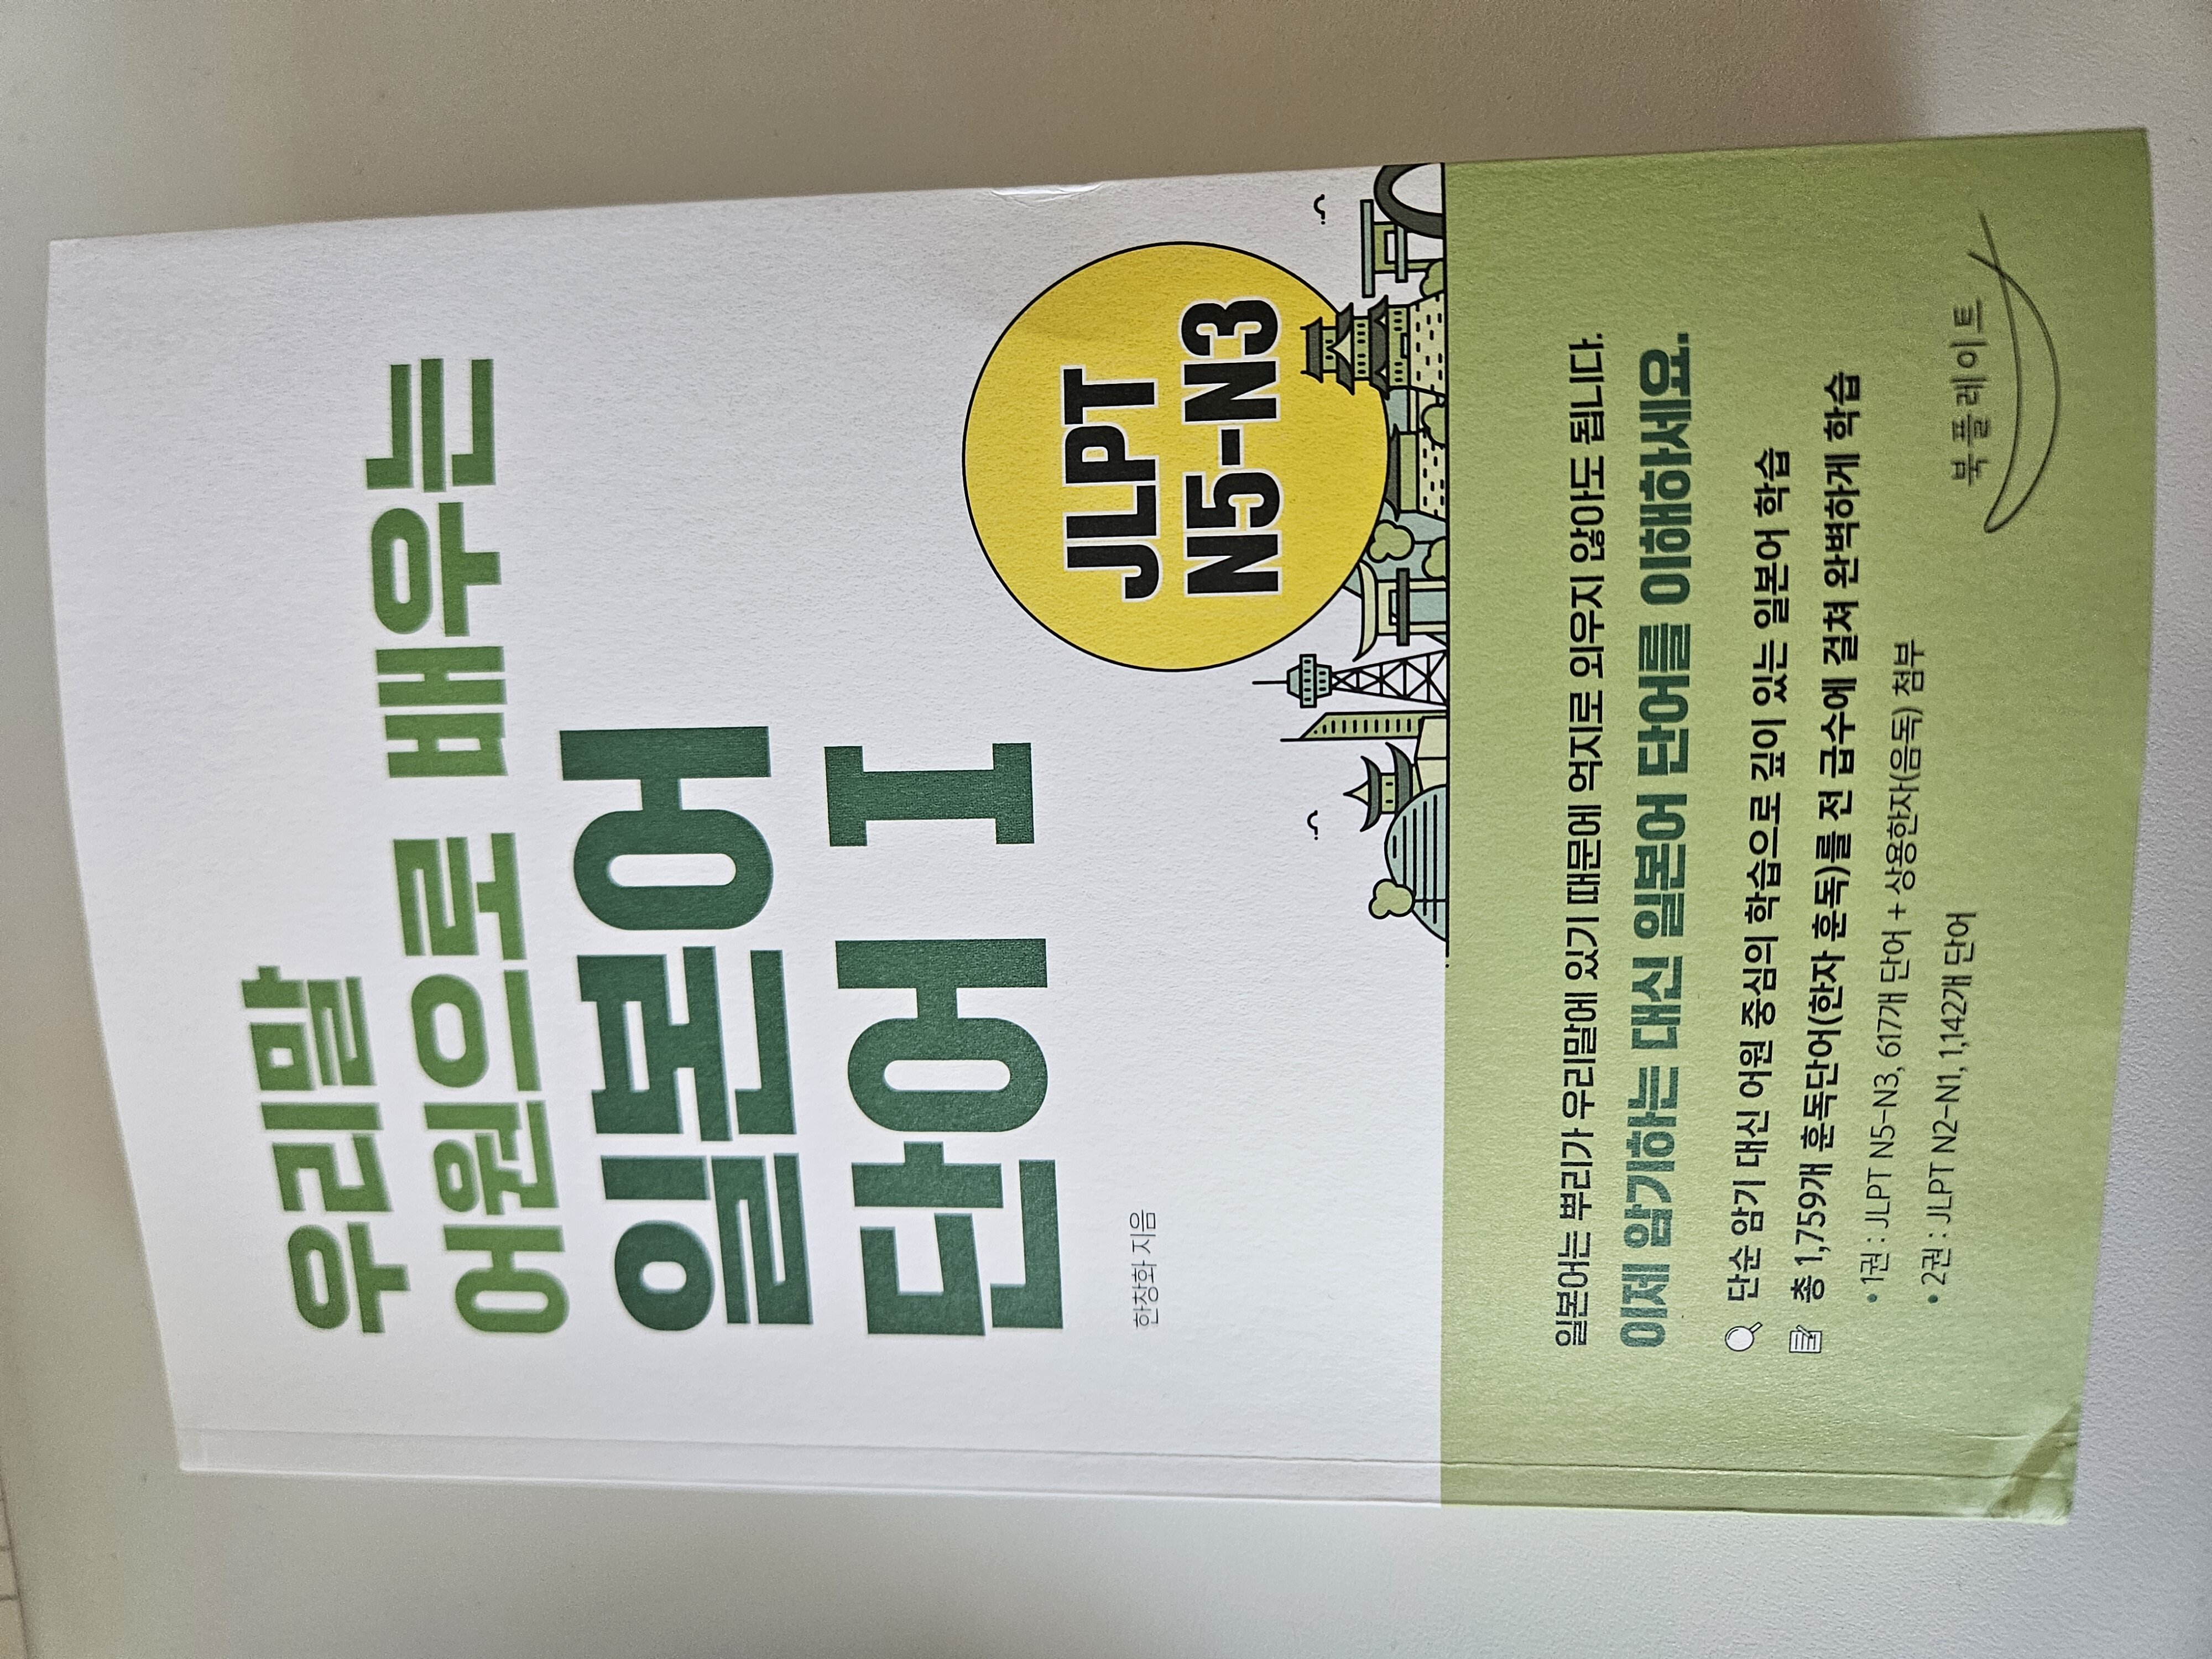 우리말
어원으로 배우는
일본어
단어 I
한창화 지음
JLPT
N5-N3
일본어는 뿌리가 우리말에 있기 때문에 억지로 외우지 않아도 됩니다.
이제 암기하는 대신 일본어 단어를 이해하세요.
단순 암기 대신 어원 중심의 학습으로 깊이 있는 일본어 학습
총 1,759개 훈독단어(한자 훈독)를 전 급수에 걸쳐 완벽하게 학습
• 1권 : JLPT N5-N3, 617개 단어 + 상용한자(음독) 첨부
• 2권 : JLPT N2-N1, 1,142개 단어
북플레이트